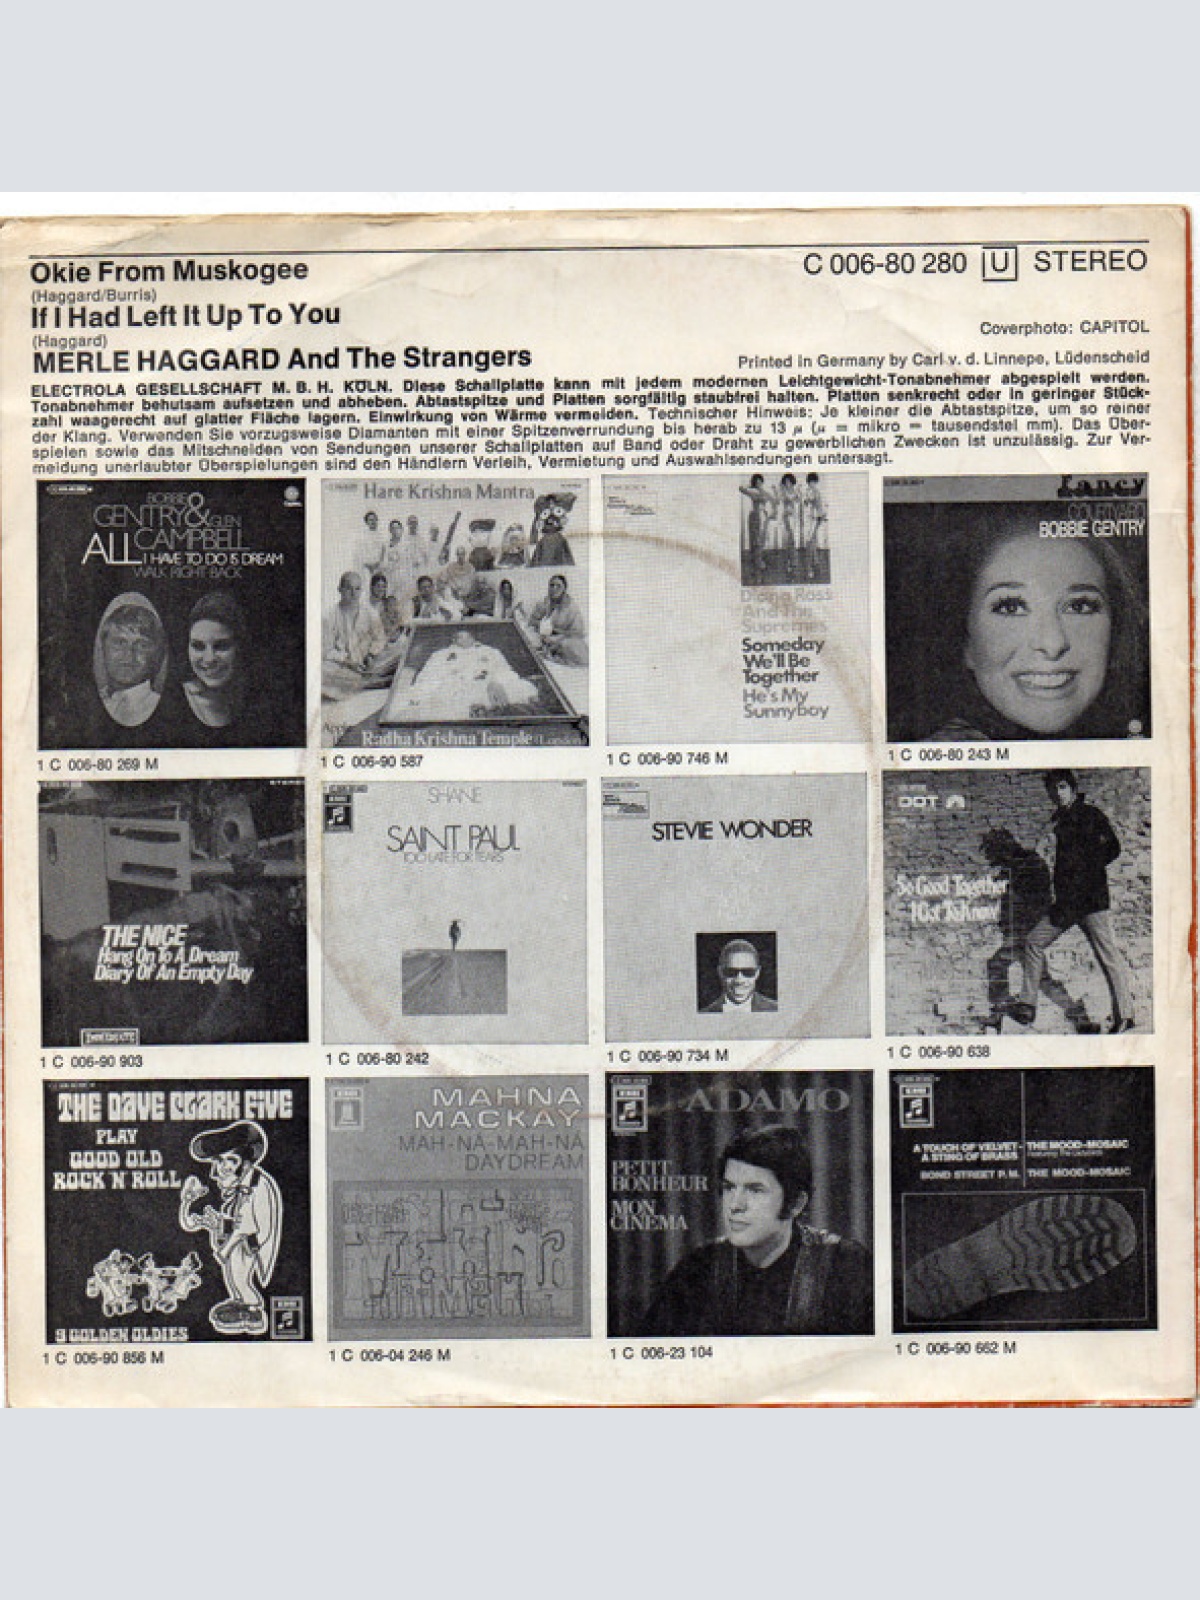 Okie From Muskogee
(Haggard/Burris)
If I Had Left It Up To You
(Haggard)
MERLE HAGGARD And The Strangers
C 006-80 280 U STEREO
Coverphoto: CAPITOL
Printed in Germany by Carl v. d. Linnepe, Lüdenscheid
ELECTROLA GESELLSCHAFT M. B. H. KÖLN. Diese Schallplatte kann mit jedem modernen Leichtgewicht-Tonabnehmer abgespielt werden.
Tonabnehmer behutsam aufsetzen und abheben. Abtastspitze und Platten sorgfältig staubfrei halten. Platten senkrecht oder in geringer Stück-
zahl waagerecht auf glatter Fläche lagern. Einwirkung von Wärme vermeiden. Technischer Hinweis: Je kleiner die Abtastspitze, um so reiner
der Klang. Verwenden Sie vorzugsweise Diamanten mit einer Spitzenverrundung bis herab zu 13 µ (µ = mikro = tausendstel mm). Das Über-
spielen sowie das Mitschneiden von Sendungen unserer Schallplatten auf Band oder Draht zu gewerblichen Zwecken ist unzulässig. Zur Ver-
meidung unerlaubter Überspielungen sind den Händlern Verleih, Vermietung und Auswahlsendungen untersagt.
BOBBIE
GENTRY & GLEN
CAMPBELL
ALL I HAVE TO DO IS DREAM
WALK RIGHT BACK
1 C 006-80 269 M
Hare Krishna Mantra
Apple
Radha Krishna Temple (London)
1 C 006-90 587
Diana Ross
And The
Supremes
Someday
We'll Be
Together
He's My
Sunnyboy
1 C 006-90 746 M
Fancy
COURTYARD
BOBBIE GENTRY
1 C 006-80 243 M
STEREO
THE NICE
Hang On To A Dream
Diary Of An Empty Day
IMMEDIATE
1 C 006-90 903
SHANE
SAINT PAUL
TOO LATE FOR TEARS
1 C 006-80 242
STEVIE WONDER
1 C 006-90 734 M
DOT
So Good Together
I Got To Know
1 C 006-90 638
THE DAVE CLARK FIVE
PLAY
GOOD OLD
ROCK 'N ROLL
9 GOLDEN OLDIES
1 C 006-90 856 M
MAHNA
MACKAY
MAH-NÁ-MAH-NÁ
DAYDREAM
1 C 006-04 246 M
ADAMO
PETIT
BONHEUR
MON
CINEMA
1 C 006-23 104
A TOUCH OF VELVET- THE MOOD-MOSAIC
A STING OF BRASS
BOND STREET P.M. THE MOOD-MOSAIC
1 C 006-90 662 M